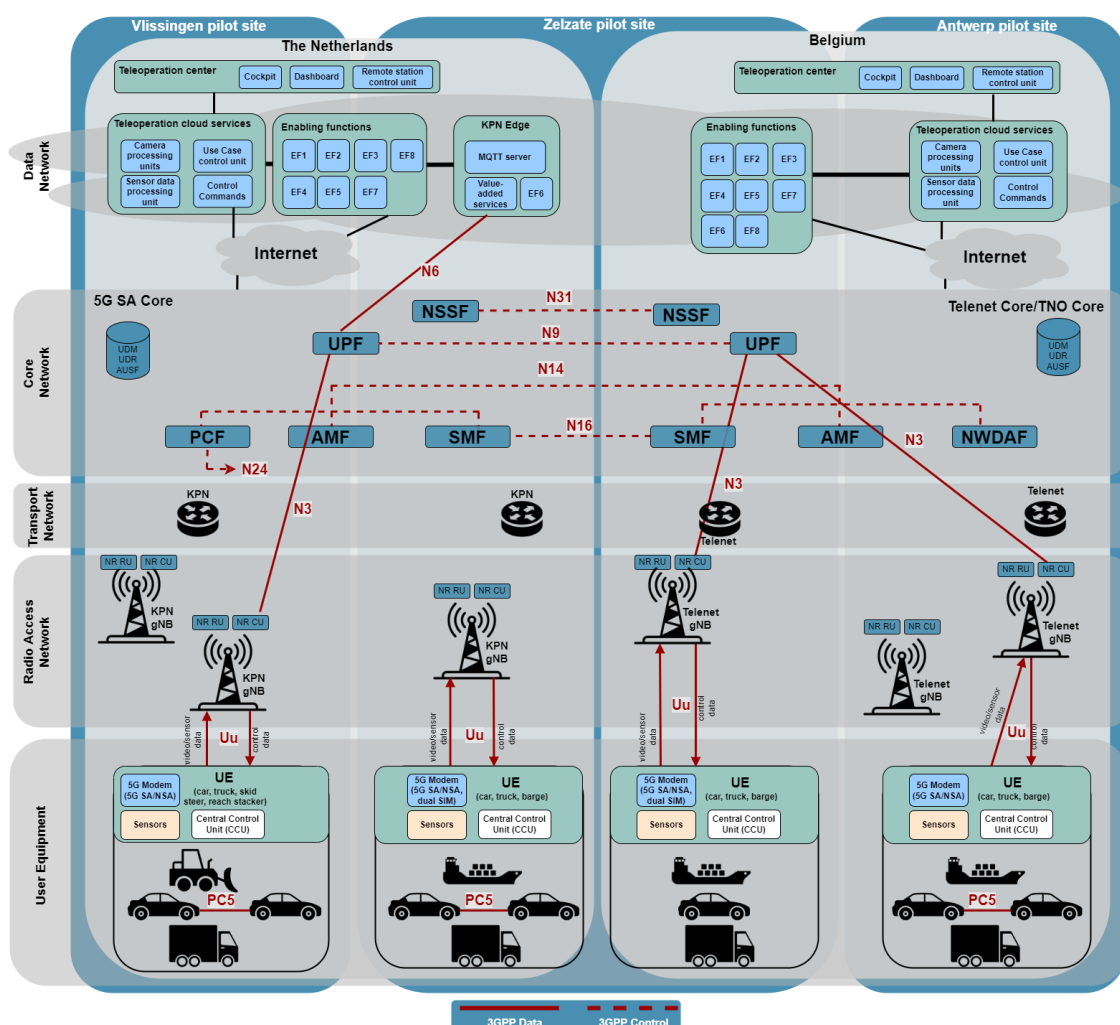 Vlissingen pilot site
Zelzate pilot site
Antwerp pilot site
The Netherlands
Belgium
Data
Network
Teleoperation center
Cockpit
Dashboard
Remote station
control unit
Teleoperation center
Cockpit
Dashboard
Remote station
control unit
Teleoperation cloud services
Camera
processing
units
Use Case
control unit
Sensor data
processing
unit
Control
Commands
Enabling functions
EF1
EF2
EF3
EF8
EF4
EF5
EF7
KPN Edge
MQTT server
Value-
added
services
EF6
Enabling functions
EF1
EF2
EF3
EF4
EF5
EF7
EF6
EF8
Teleoperation cloud services
Camera
processing
units
Use Case
control unit
Sensor data
processing
unit
Control
Commands
Internet
Internet
N6
Core
Network
5G SA Core
Telenet Core/TNO Core
UDM
UDR
AUSF
UDM
UDR
AUSF
NSSF
N31
NSSF
UPF
N9
UPF
N14
PCF
AMF
SMF
N16
SMF
AMF
NWDAF
N24
N3
N3
N3
Transport
Network
KPN
KPN
Telenet
Telenet
Radio Access
Network
NR RU
NR CU
KPN
gNB
NR RU
NR CU
KPN
gNB
NR RU
NR CU
KPN
gNB
NR RU
NR CU
Telenet
gNB
NR RU
NR CU
Telenet
gNB
NR RU
NR CU
Telenet
gNB
video/sensor
data
Uu
control
data
video/sensor
data
Uu
control
data
video/sensor
data
Uu
control
data
video/sensor
data
Uu
control
data
User Equipment
5G Modem
(5G SA/NSA)
UE
(car, truck, skid
steer, reach stacker)
Sensors
Central Control
Unit (CCU)
PC5
5G Modem
(5G SA/NSA,
dual SIM)
UE
(car, truck, barge)
Sensors
Central Control
Unit (CCU)
PC5
5G Modem
(5G SA/NSA,
dual SIM)
UE
(car, truck, barge)
Sensors
Central Control
Unit (CCU)
5G Modem
(5G SA/NSA)
UE
(car, truck, barge)
Sensors
Central Control
Unit (CCU)
PC5
3GPP Data
3GPP Control